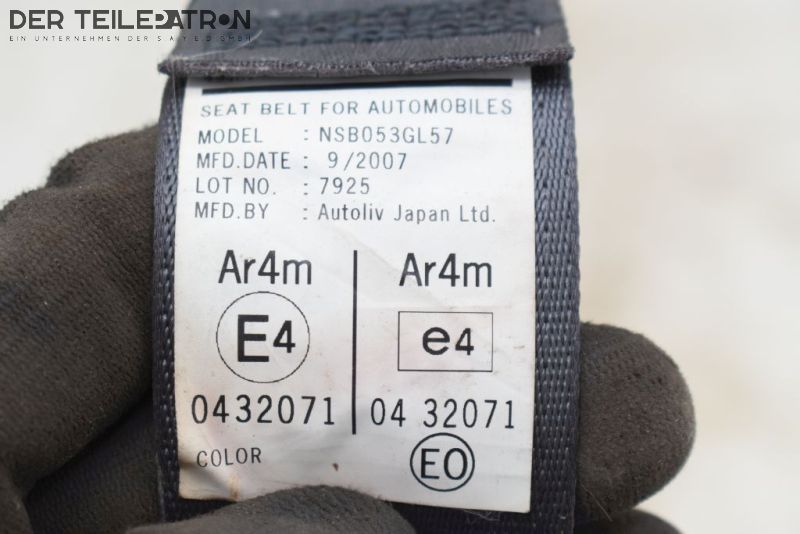 DER TEILEPATRON
EIN UNTERNEHMEN DER S.A.Y.E.D GMBH
SEAT BELT FOR AUTOMOBILES
MODEL : NSB053GL57
MFD.DATE : 9/2007
LOT NO. : 7925
MFD.BY : Autoliv Japan Ltd.
Ar4m Ar4m
E4 e4
0432071 04 32071
COLOR EO